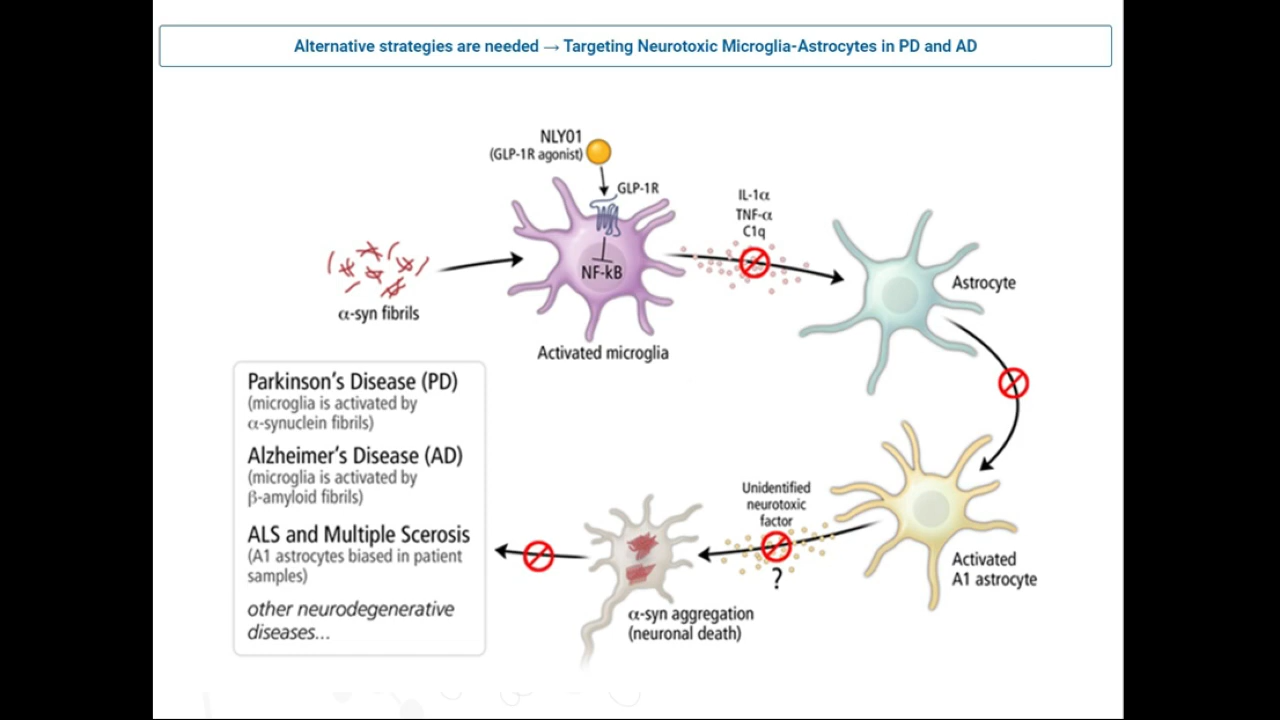 Alternative strategies are needed → Targeting Neurotoxic Microglia-Astrocytes in PD and AD
NLY01
(GLP-1R agonist)
GLP-1R
NF-kB
Activated microglia
α-syn fibrils
IL-1α
TNF-α
C1q
Astrocyte
Activated
A1 astrocyte
Unidentified
neurotoxic
factor
?
α-syn aggregation
(neuronal death)
Parkinson's Disease (PD)
(microglia is activated by
α-synuclein fibrils)
Alzheimer's Disease (AD)
(microglia is activated by
β-amyloid fibrils)
ALS and Multiple Scerosis
(A1 astrocytes biased in patient
samples)
other neurodegenerative
diseases...